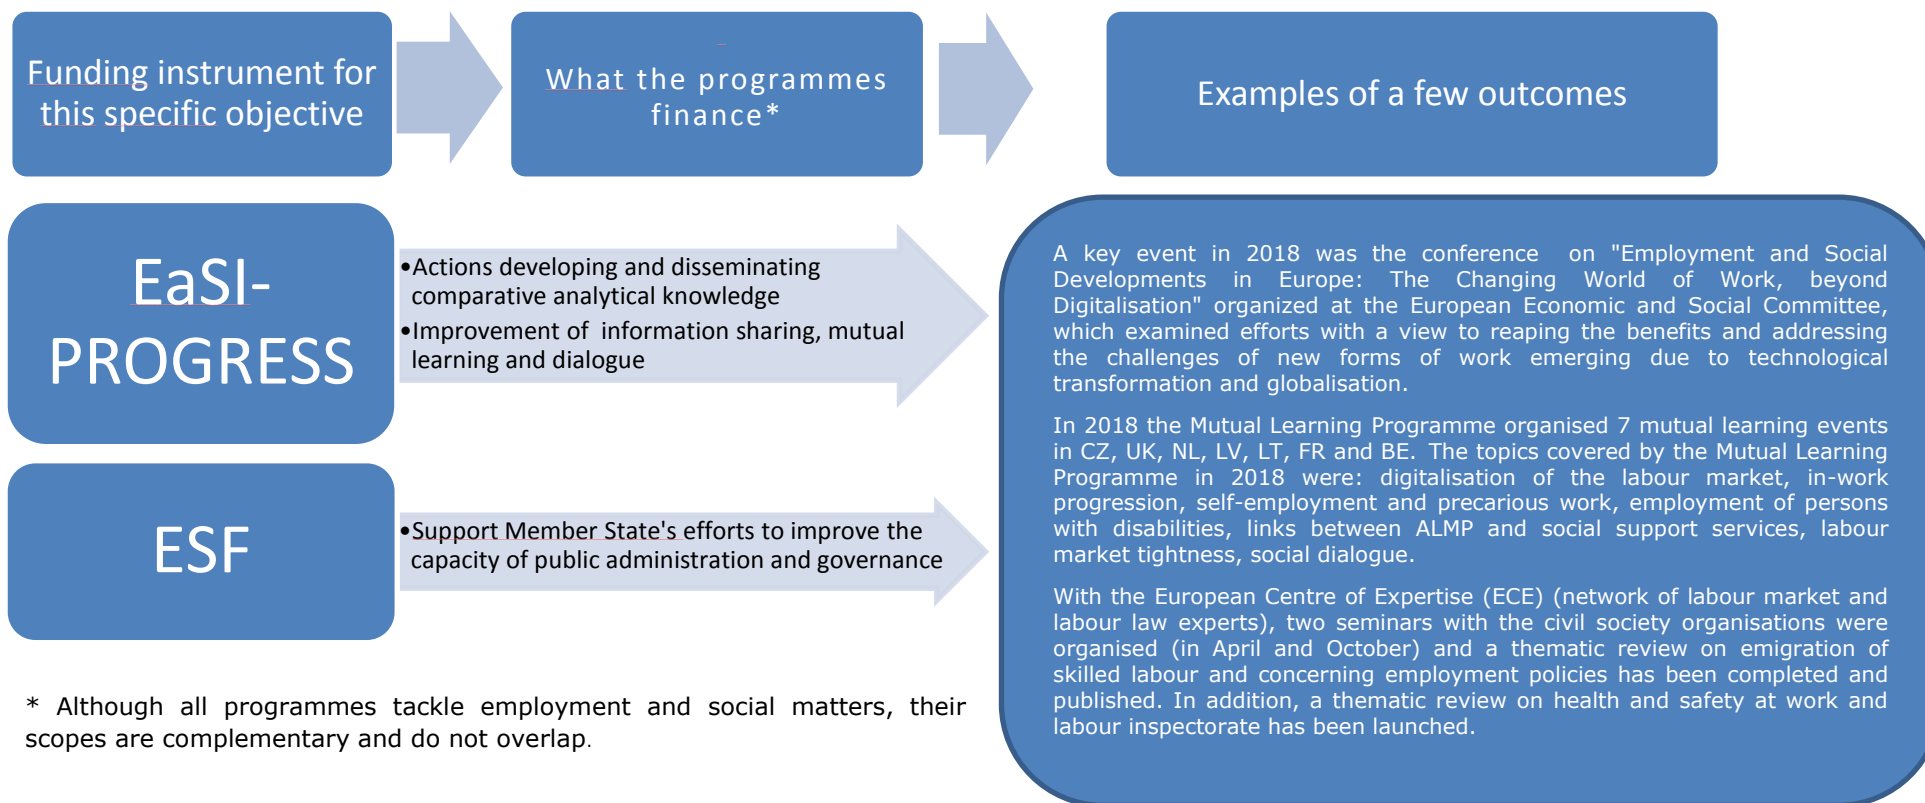 Funding instrument for
this specific objective
What the programmes
finance*
Examples of a few outcomes
EaSI-
PROGRESS
•Actions developing and disseminating
comparative analytical knowledge
•Improvement of information sharing, mutual
learning and dialogue
ESF
•Support Member State's efforts to improve the
capacity of public administration and governance
A key event in 2018 was the conference on "Employment and Social
Developments in Europe: The Changing World of Work, beyond
Digitalisation" organized at the European Economic and Social Committee,
which examined efforts with a view to reaping the benefits and addressing
the challenges of new forms of work emerging due to technological
transformation and globalisation.
In 2018 the Mutual Learning Programme organised 7 mutual learning events
in CZ, UK, NL, LV, LT, FR and BE. The topics covered by the Mutual Learning
Programme in 2018 were: digitalisation of the labour market, in-work
progression, self-employment and precarious work, employment of persons
with disabilities, links between ALMP and social support services, labour
market tightness, social dialogue.
With the European Centre of Expertise (ECE) (network of labour market and
labour law experts), two seminars with the civil society organisations were
organised (in April and October) and a thematic review on emigration of
skilled labour and concerning employment policies has been completed and
published. In addition, a thematic review on health and safety at work and
labour inspectorate has been launched.
* Although all programmes tackle employment and social matters, their
scopes are complementary and do not overlap.